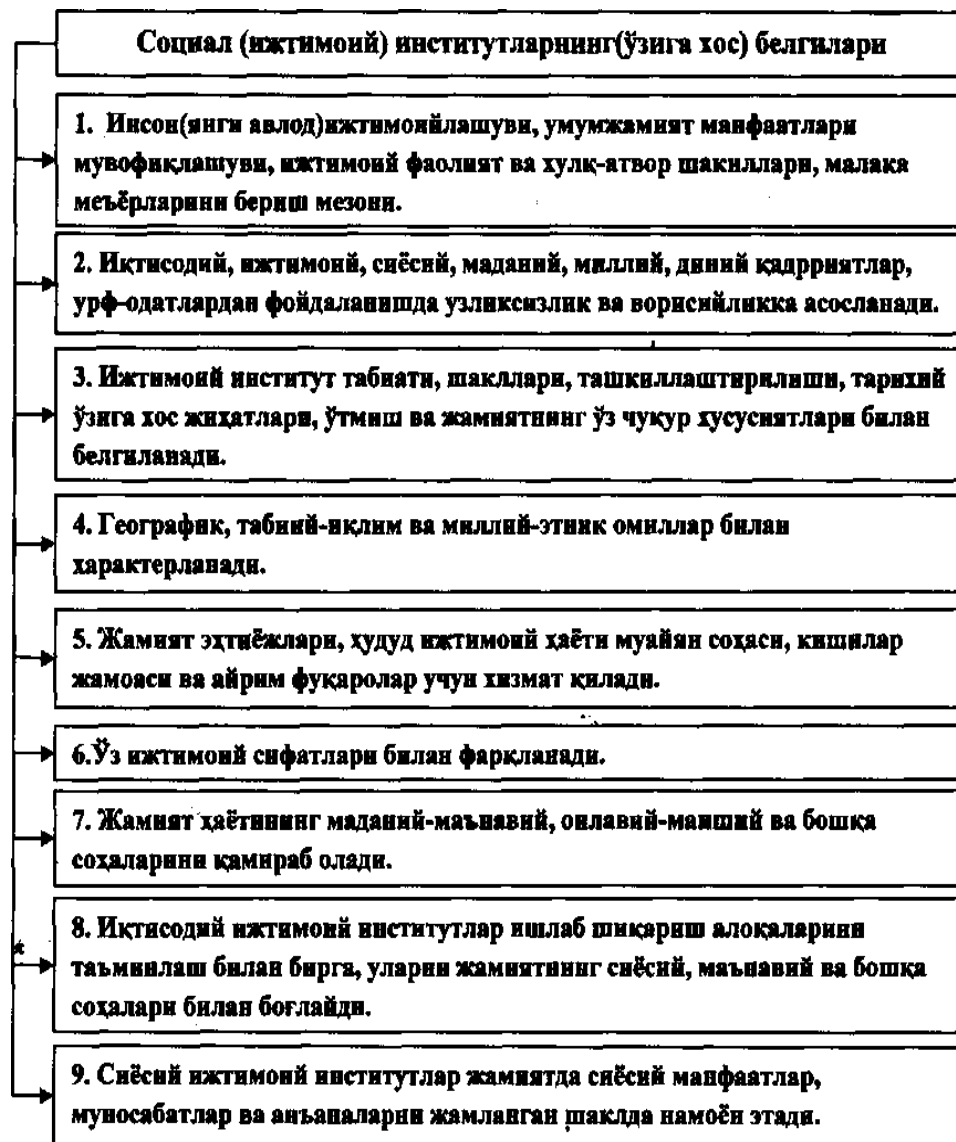 Социал (ижтимоий) институтларнинг(ўзига хос) белгилари
1. Инсон(янги авлод)ижтимоийлашуви, умумжамият манфаатлари
мувофиқлашуви, ижтимоий фаолият ва хулқ-атвор шакиллари, малака
меъёрларини бериш мезони.
2. Иқтисодий, ижтимоий, сиёсий, маданий, миллий, диний қадрриятлар,
урф-одатлардан фойдаланишда узликсизлик ва ворисийликка асосланади.
3. Ижтимоий институт табиати, шакллари, ташкиллаштирилиши, тарихий
ўзига хос жиҳатлари, ўтмиш ва жамиятнинг ўз чуқур хусусиятлари билан
белгиланади.
4. Географик, табиий-иқлим ва миллий-этник омиллар билан
характерланади.
5. Жамият эҳтиёжлари, ҳудуд ижтимоий ҳаёти муайян соҳаси, кишилар
жамоаси ва айрим фуқаролар учун хизмат қилади.
6.Ўз ижтимоий сифатлари билан фарқланади.
7. Жамият ҳаётининг маданий-маънавий, оилавий-маиший ва бошқа
соҳаларини қамираб олади.
8. Иқтисодий ижтимоий институтлар ишлаб шиқариш алоқаларини
таъминлаш билан бирга, уларни жамиятнинг сиёсий, маънавий ва бошқа
соҳалари билан боғлайди.
9. Сиёсий ижтимоий институтлар жамиятда сиёсий манфаатлар,
муносабатлар ва анъаналарни жамланган шаклда намоён этади.